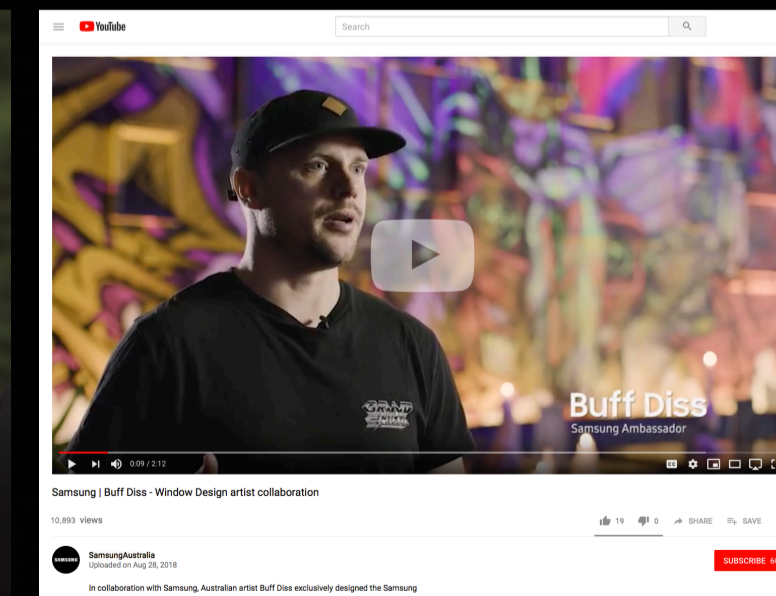 YouTube
Search
Buff Diss
Samsung Ambassador
0:09 / 2:12
CC
Samsung | Buff Diss - Window Design artist collaboration
10,893 views
19
0
SHARE
SAVE
SAMSUNG
SamsungAustralia
Uploaded on Aug 28, 2018
SUBSCRIBE
In collaboration with Samsung, Australian artist Buff Diss exclusively designed the Samsung